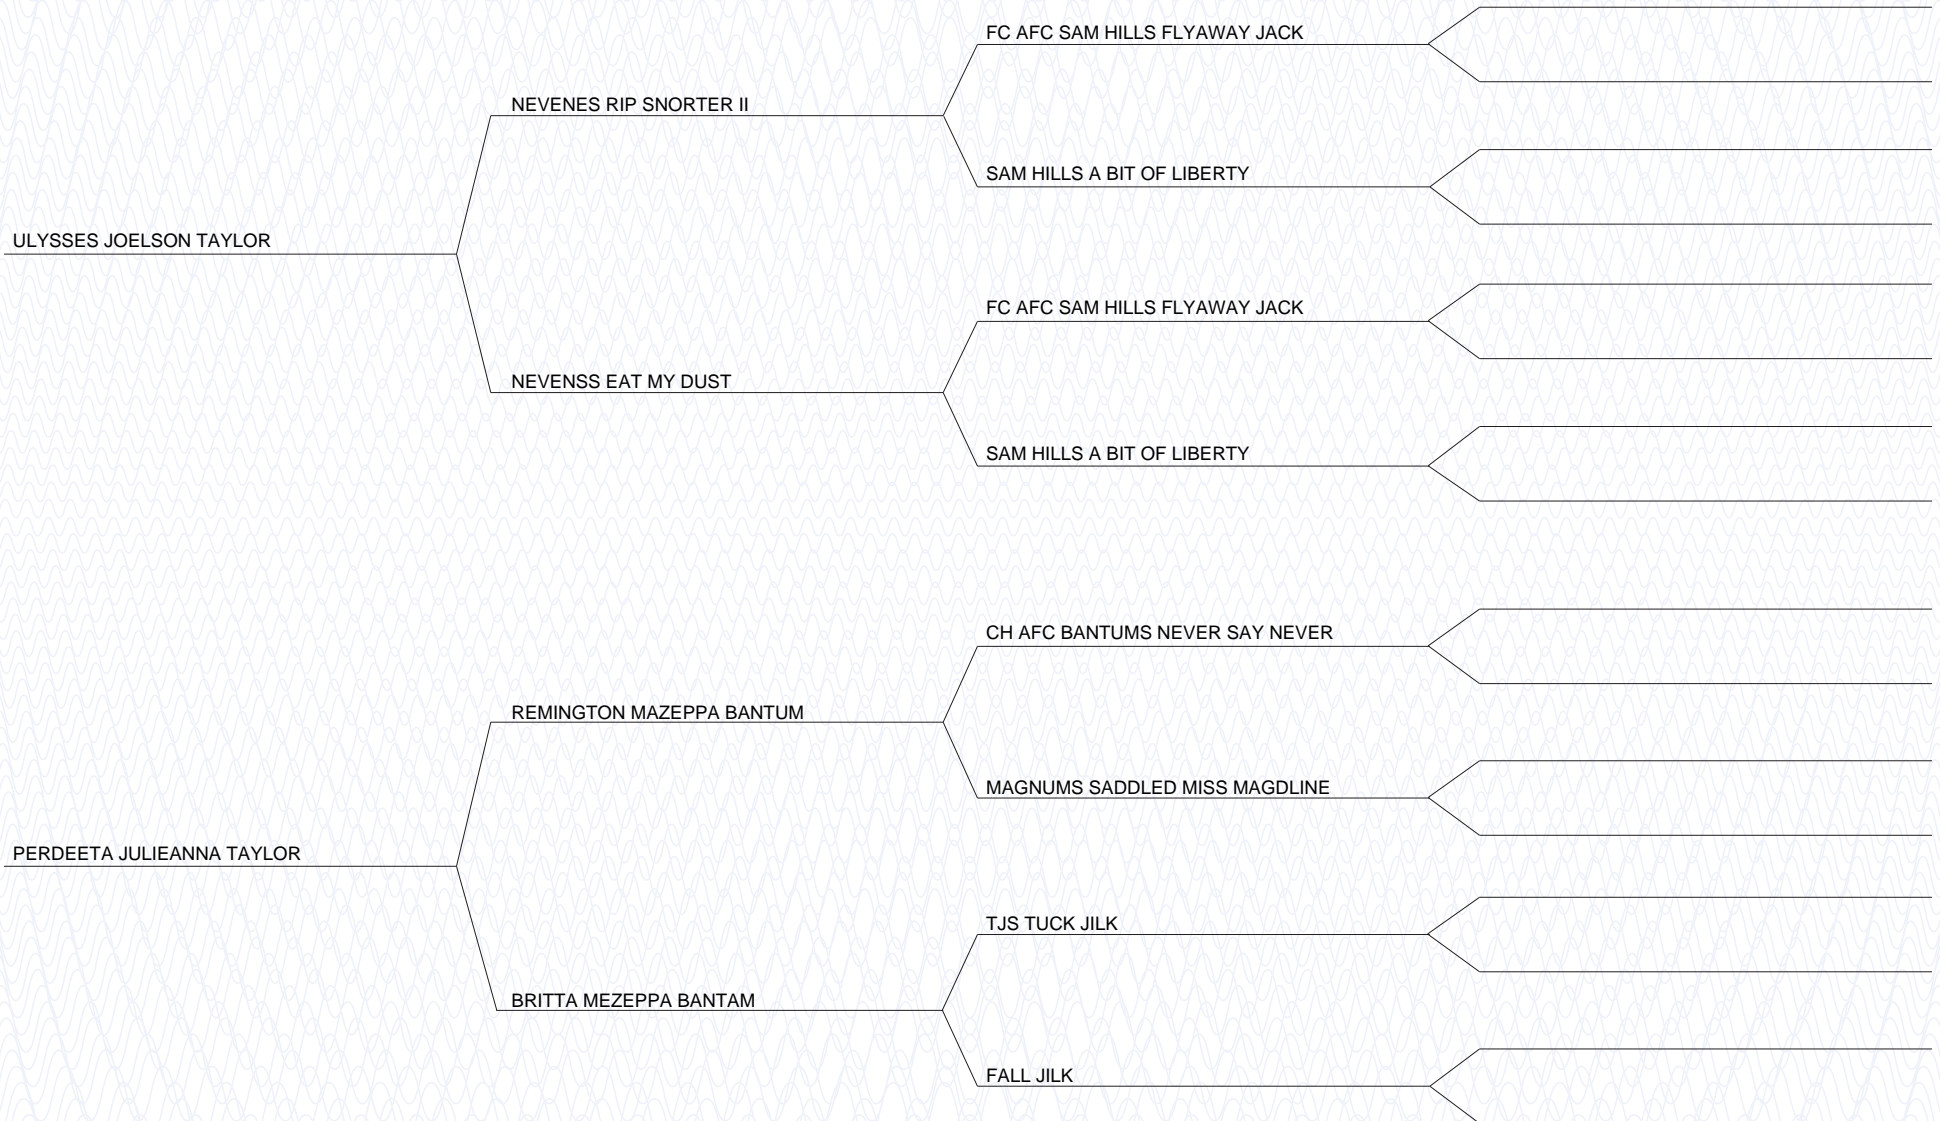 FC AFC SAM HILLS FLYAWAY JACK
NEVENES RIP SNORTER II
SAM HILLS A BIT OF LIBERTY
ULYSSES JOELSON TAYLOR
FC AFC SAM HILLS FLYAWAY JACK
NEVENSS EAT MY DUST
SAM HILLS A BIT OF LIBERTY
CH AFC BANTUMS NEVER SAY NEVER
REMINGTON MAZEPPA BANTUM
MAGNUMS SADDLED MISS MAGDLINE
PERDEETA JULIEANNA TAYLOR
TJS TUCK JILK
BRITTA MEZEPPA BANTAM
FALL JILK